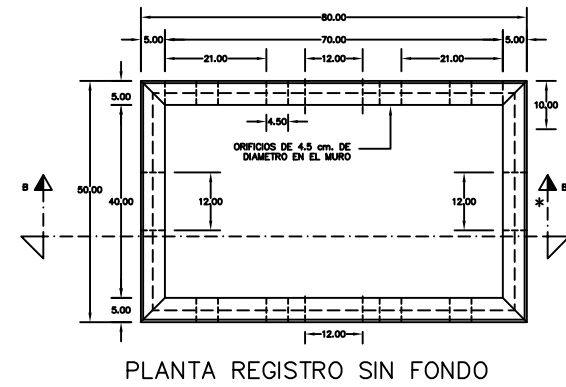 80.00
5.00 70.00 5.00
21.00 12.00 21.00
5.00 10.00
4.50
ORIFICIOS DE 4.5 cm. DE
DIAMETRO EN EL MURO
B B
50.00 40.00 12.00 12.00 *
5.00
12.00
PLANTA REGISTRO SIN FONDO